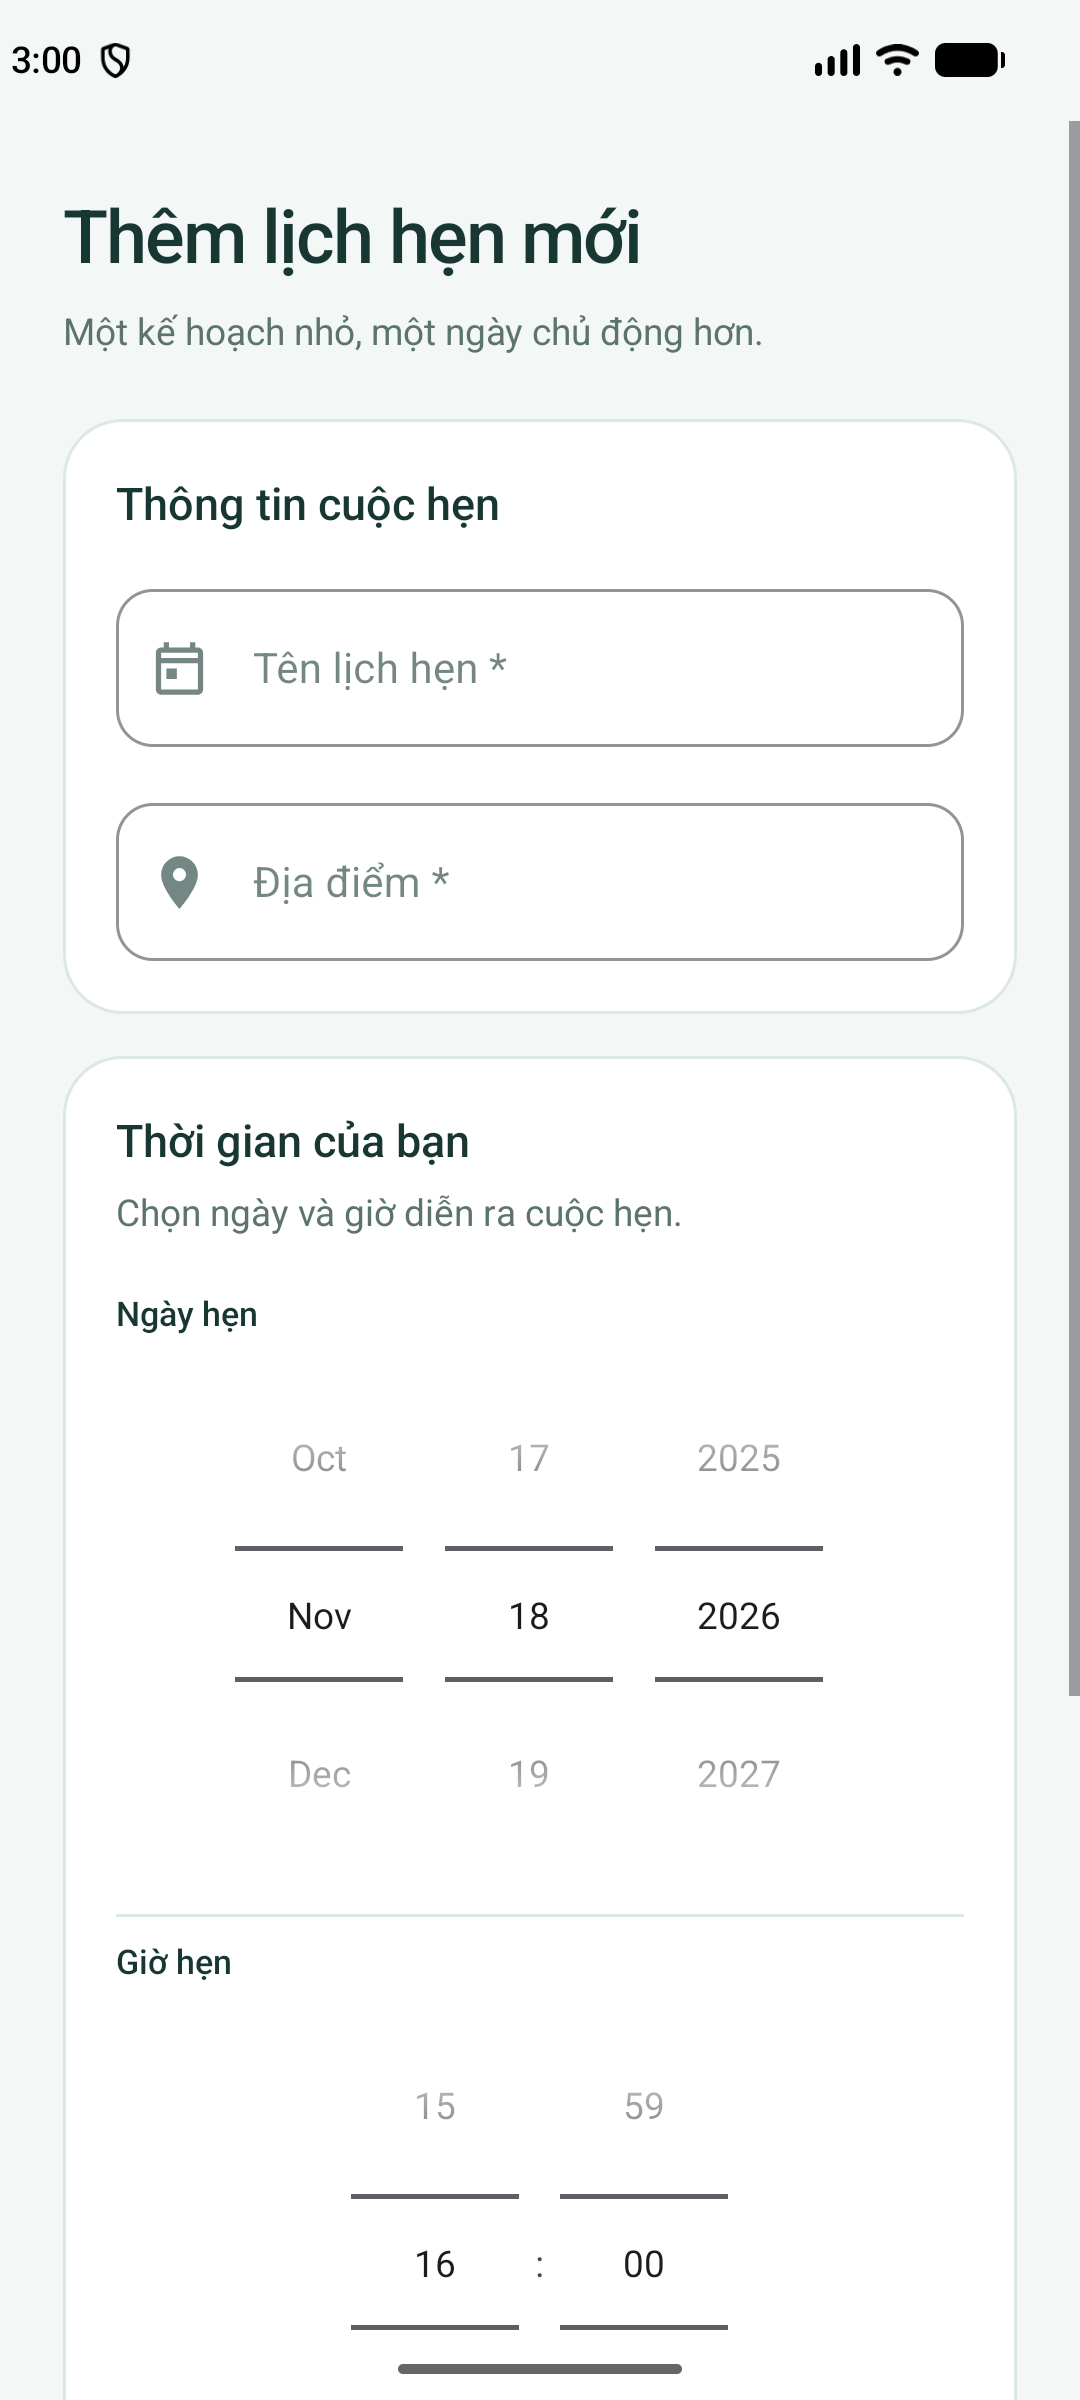 3:00
Thêm lịch hẹn mới
Một kế hoạch nhỏ, một ngày chủ động hơn.
Thông tin cuộc hẹn
Tên lịch hẹn *
Địa điểm *
Thời gian của bạn
Chọn ngày và giờ diễn ra cuộc hẹn.
Ngày hẹn
Oct 17 2025
Nov 18 2026
Dec 19 2027
Giờ hẹn
15 59
16 : 00